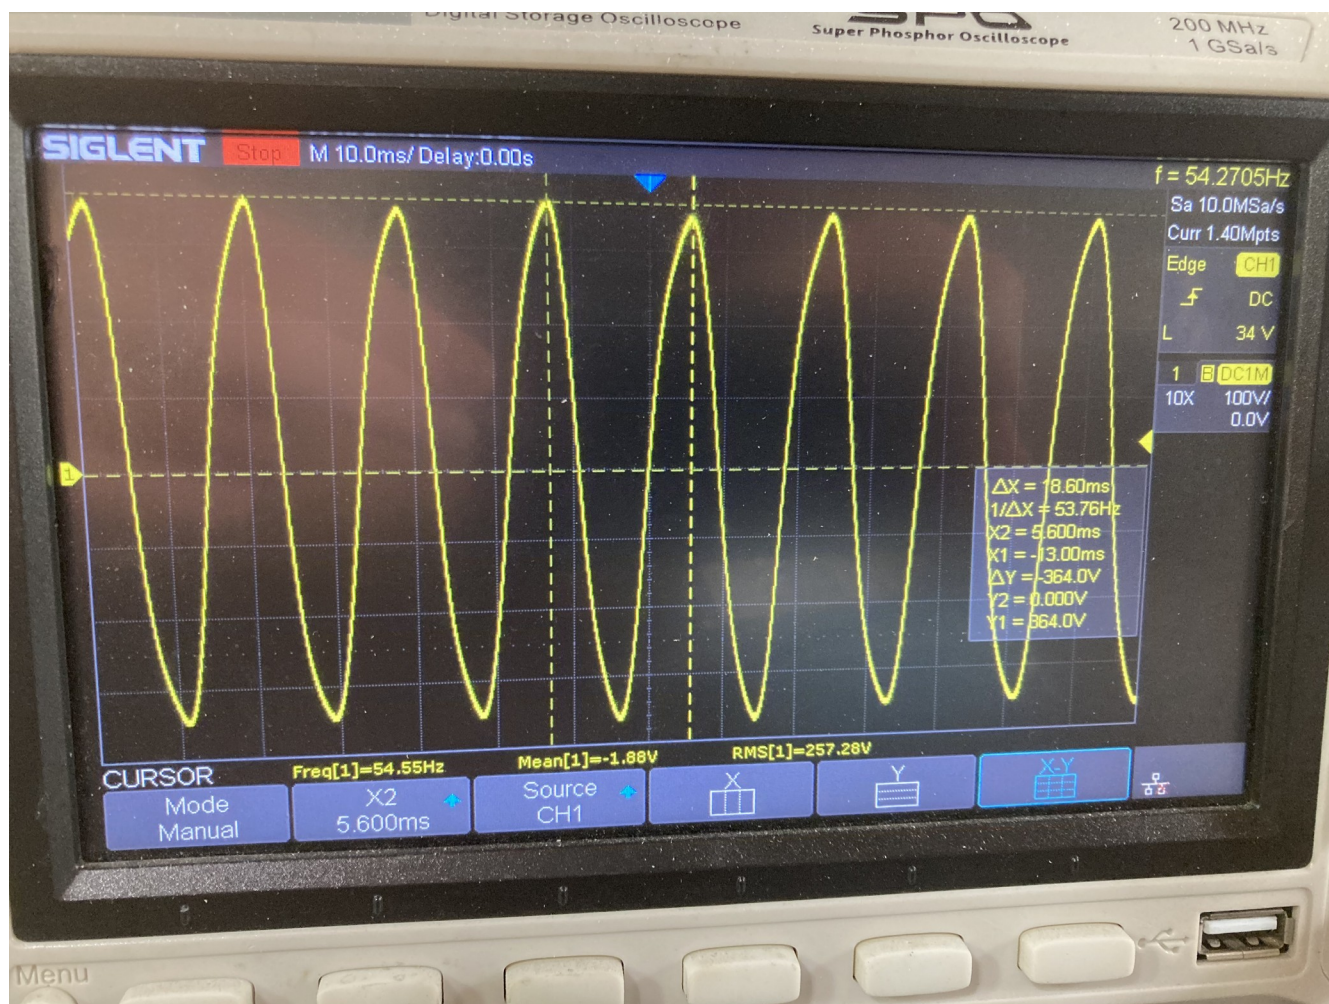 Digital Storage Oscilloscope
SPO
Super Phosphor Oscilloscope
200 MHz
1 GSa/s
SIGLENT
Stop
M 10.0ms/ Delay:0.00s
f = 54.2705Hz
Sa 10.0MSa/s
Curr 1.40Mpts
Edge CH1
DC
L 34 V
1 B DC1M
10X 100V/
0.0V
1
ΔX = 18.60ms
1/ΔX = 53.76Hz
X2 = 5.600ms
X1 = -13.00ms
ΔY = -364.0V
Y2 = 0.000V
Y1 = 364.0V
Freq[1]=54.55Hz
Mean[1]=-1.88V
RMS[1]=257.28V
CURSOR
Mode
Manual
X2
5.600ms
Source
CH1
X
Y
X-Y
Menu